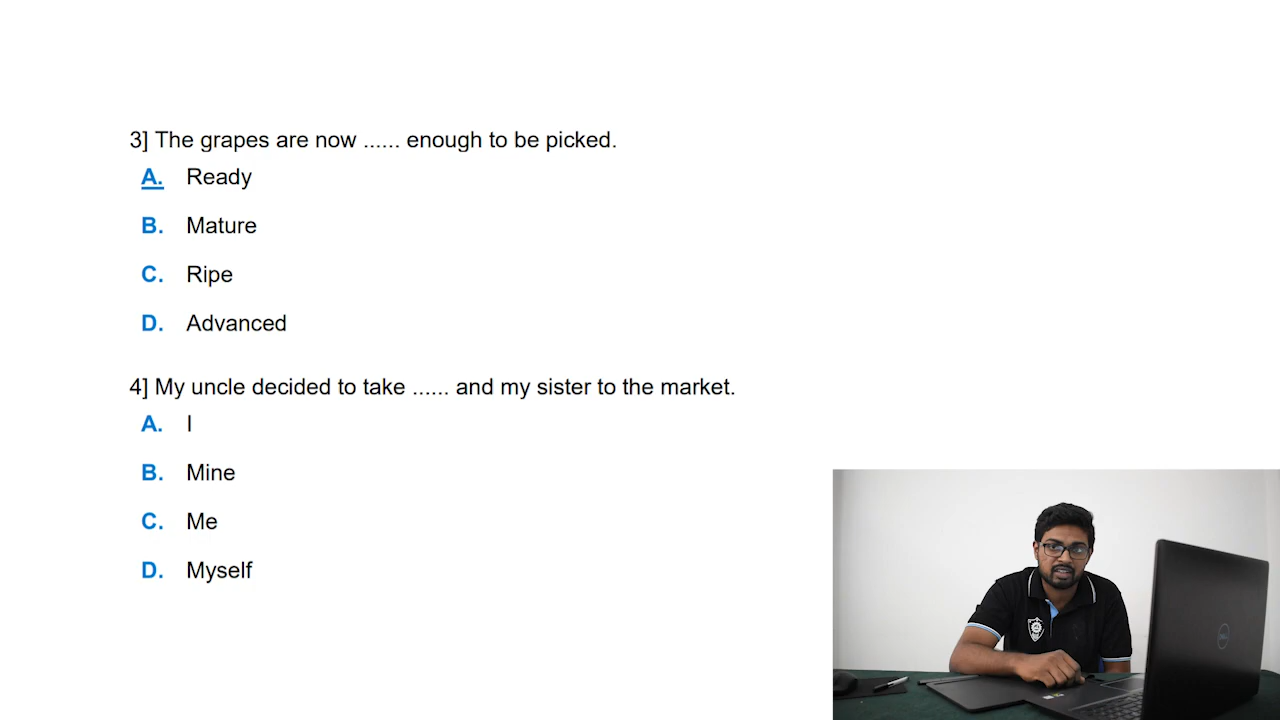 3] The grapes are now ...... enough to be picked.
A. Ready
B. Mature
C. Ripe
D. Advanced
4] My uncle decided to take ...... and my sister to the market.
A. I
B. Mine
C. Me
D. Myself